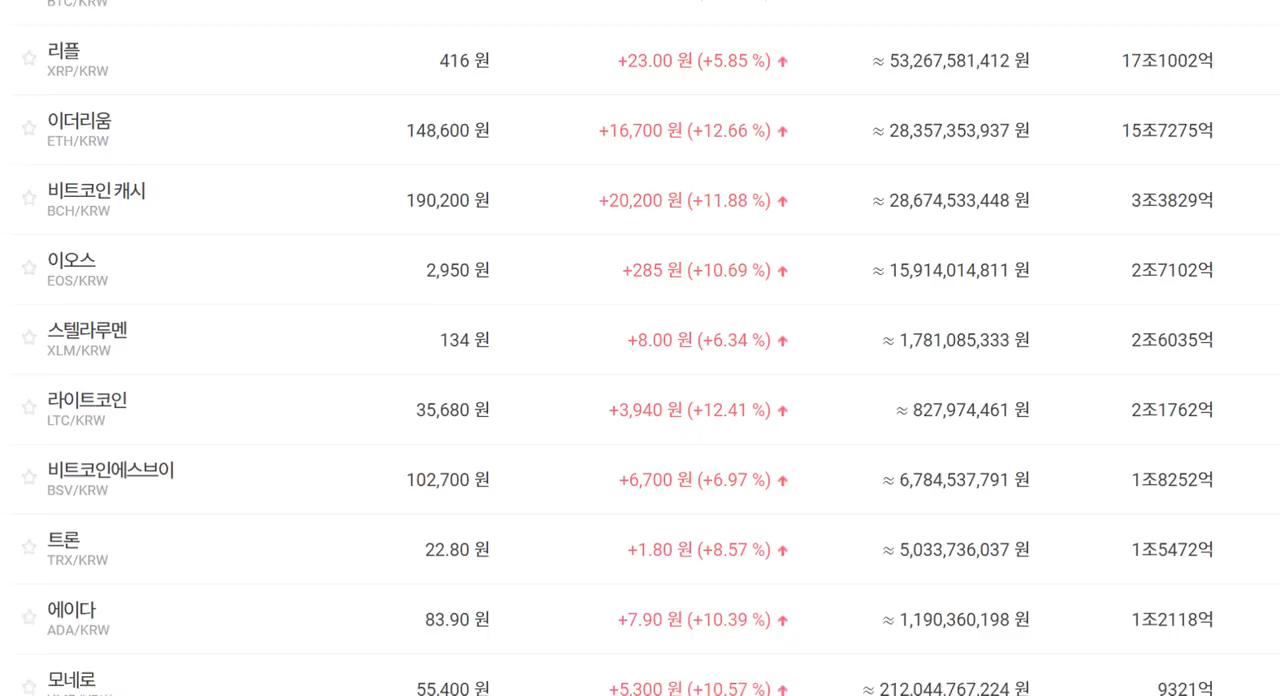 BTC/KRW
리플
XRP/KRW
416 원
+23.00 원 (+5.85 %)
≈ 53,267,581,412 원
17조1002억
이더리움
ETH/KRW
148,600 원
+16,700 원 (+12.66 %)
≈ 28,357,353,937 원
15조7275억
비트코인 캐시
BCH/KRW
190,200 원
+20,200 원 (+11.88 %)
≈ 28,674,533,448 원
3조3829억
이오스
EOS/KRW
2,950 원
+285 원 (+10.69 %)
≈ 15,914,014,811 원
2조7102억
스텔라루멘
XLM/KRW
134 원
+8.00 원 (+6.34 %)
≈ 1,781,085,333 원
2조6035억
라이트코인
LTC/KRW
35,680 원
+3,940 원 (+12.41 %)
≈ 827,974,461 원
2조1762억
비트코인에스브이
BSV/KRW
102,700 원
+6,700 원 (+6.97 %)
≈ 6,784,537,791 원
1조8252억
트론
TRX/KRW
22.80 원
+1.80 원 (+8.57 %)
≈ 5,033,736,037 원
1조5472억
에이다
ADA/KRW
83.90 원
+7.90 원 (+10.39 %)
≈ 1,190,360,198 원
1조2118억
모네로
55,400 원
+5,300 원 (+10.57 %)
≈ 212,044,767,224 원
9321억